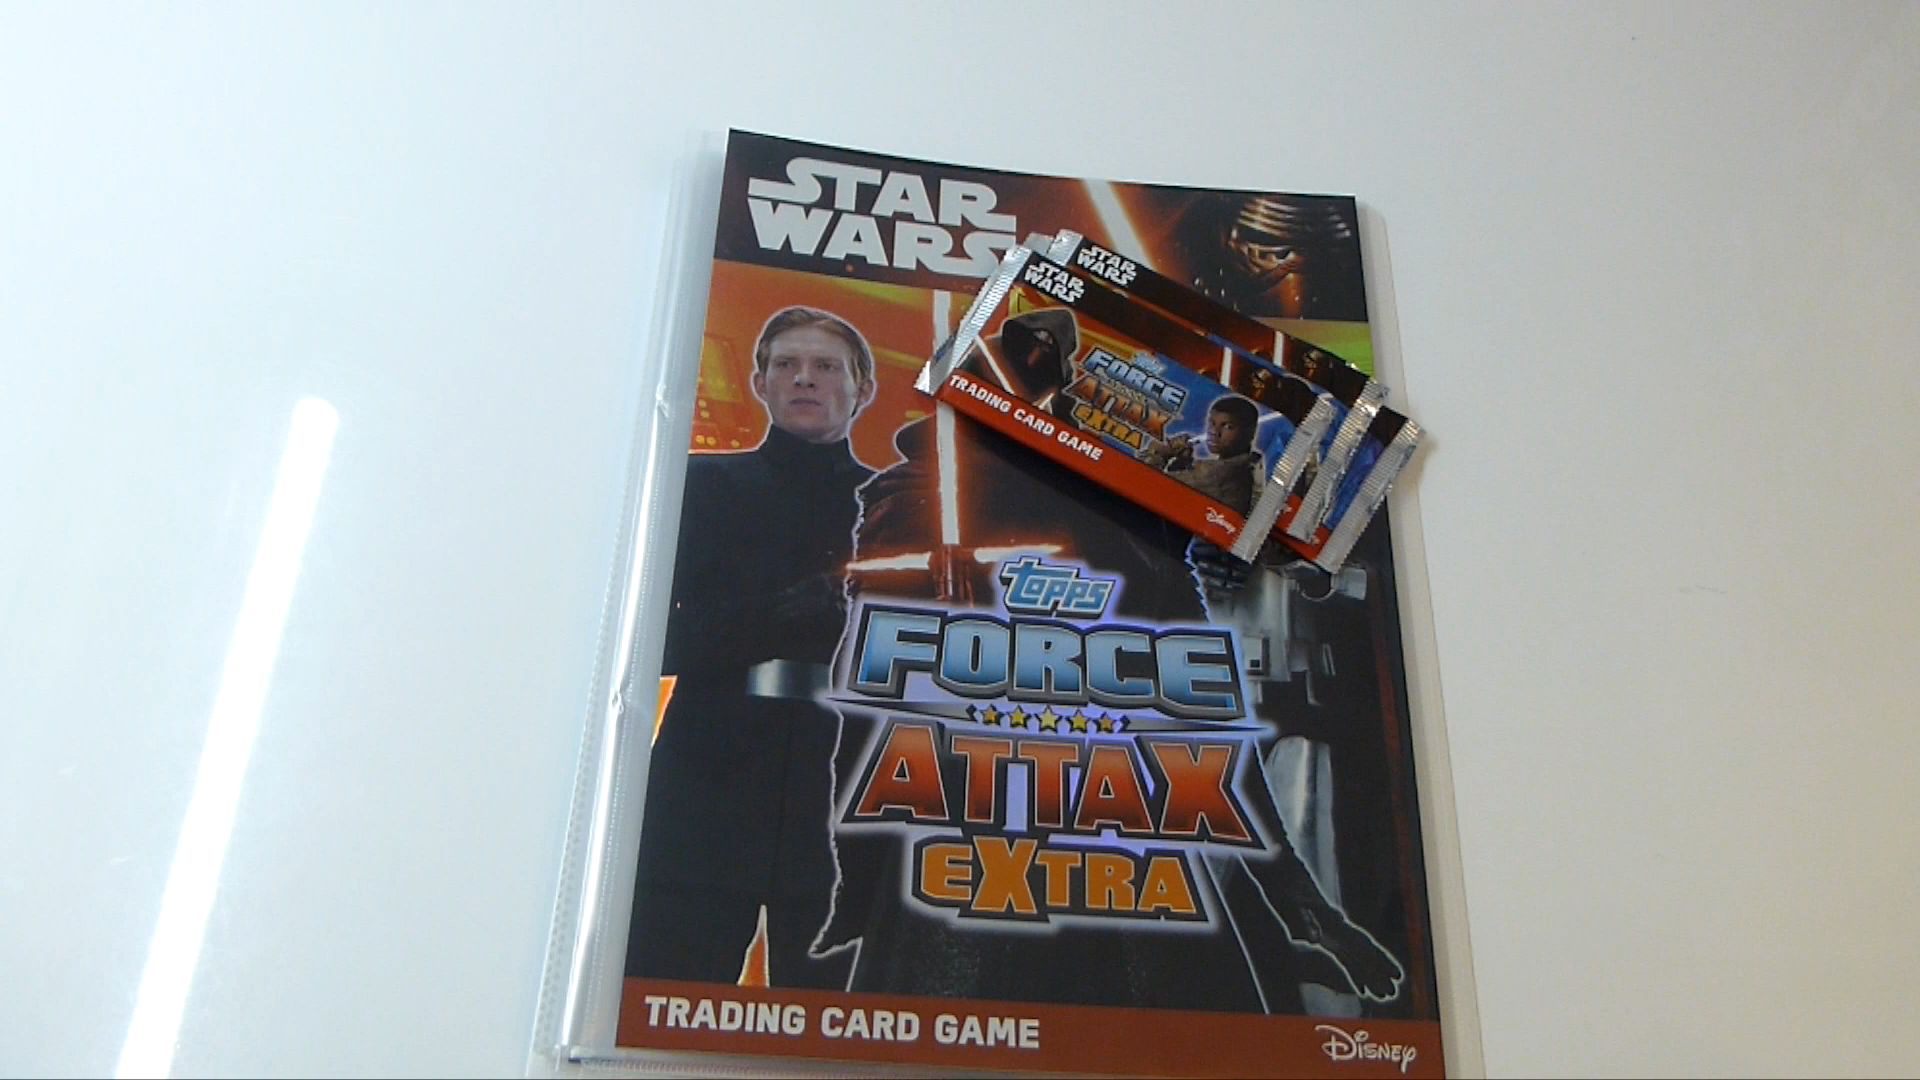 STAR
WARS
STAR
WARS
STAR
WARS
topps
FORCE
ATTAX
EXTRA
TRADING CARD GAME
Disney
topps
FORCE
ATTAX
EXTRA
TRADING CARD GAME
Disney